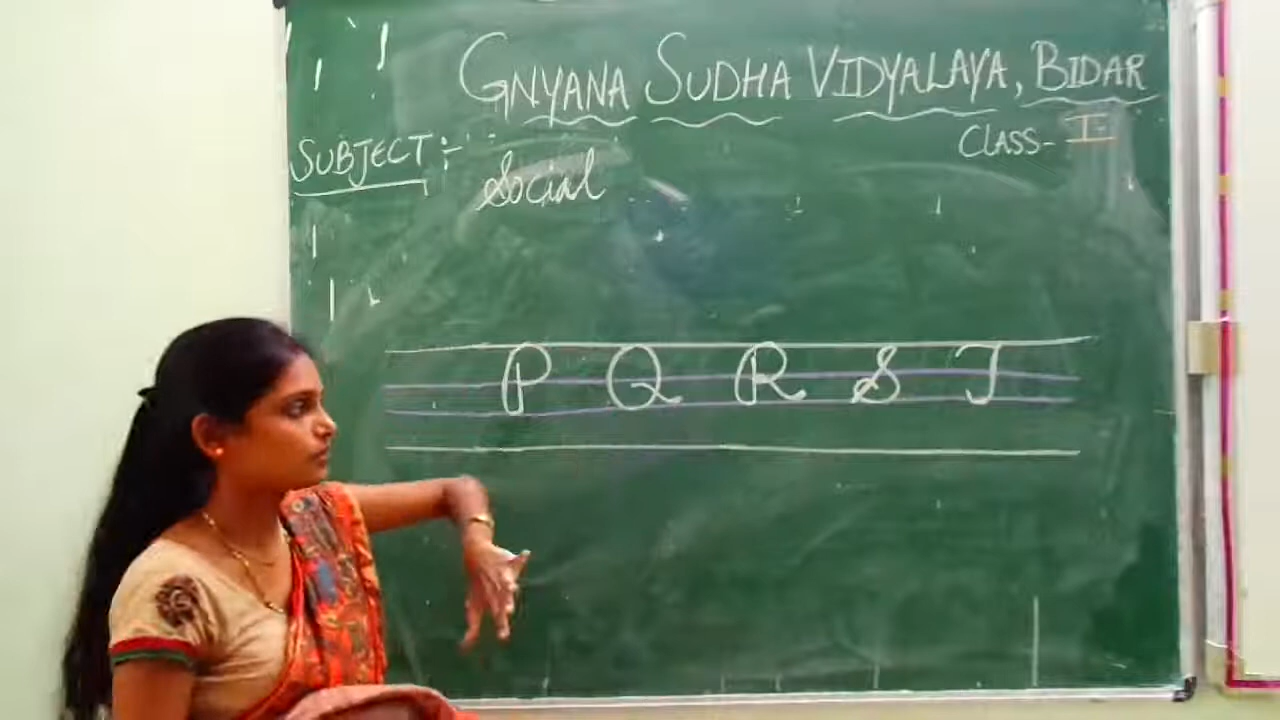 GNYANA SUDHA VIDYALAYA, BIDAR
CLASS- I
SUBJECT :- Social
P Q R S T